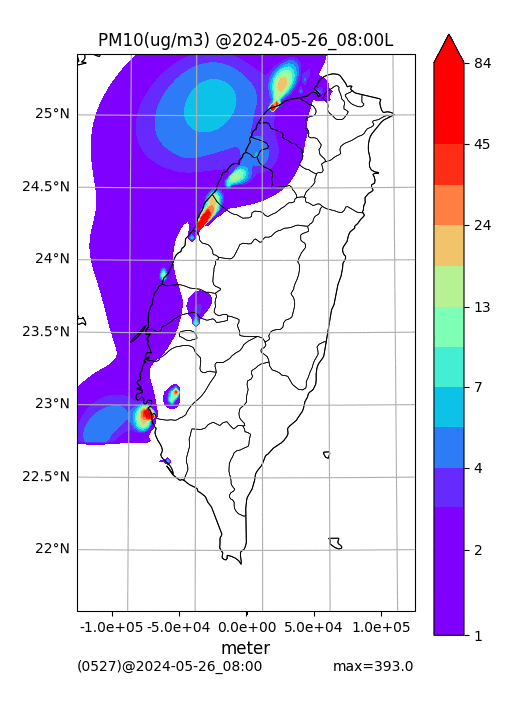 PM10(ug/m3) @2024-05-26_08:00L
84
25°N
45
24.5°N
24
24°N
13
23.5°N
7
23°N
4
22.5°N
2
22°N
1
-1.0e+05 -5.0e+04 0.0e+00 5.0e+04 1.0e+05
meter
(0527)@2024-05-26_08:00 max=393.0